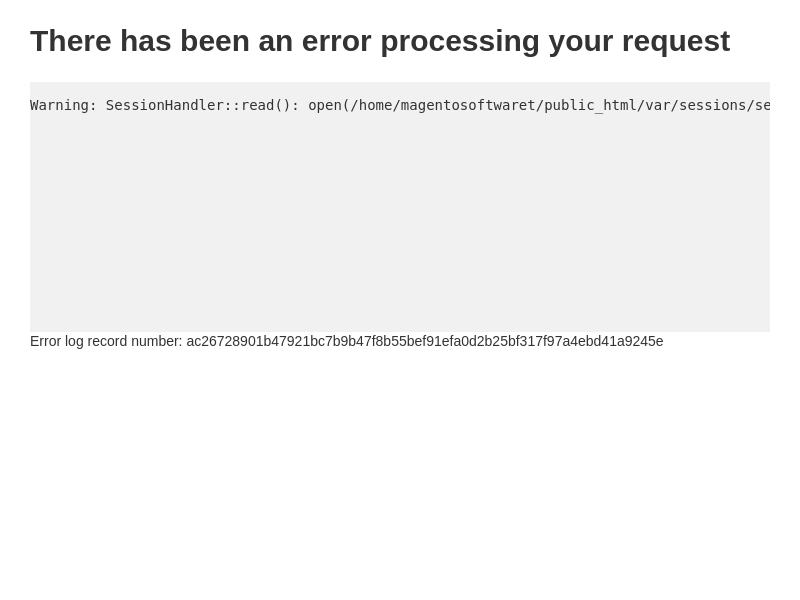 There has been an error processing your request
Warning: SessionHandler::read(): open(/home/magentosoftwaret/public_html/var/sessions/se
Error log record number: ac26728901b47921bc7b9b47f8b55bef91efa0d2b25bf317f97a4ebd41a9245e